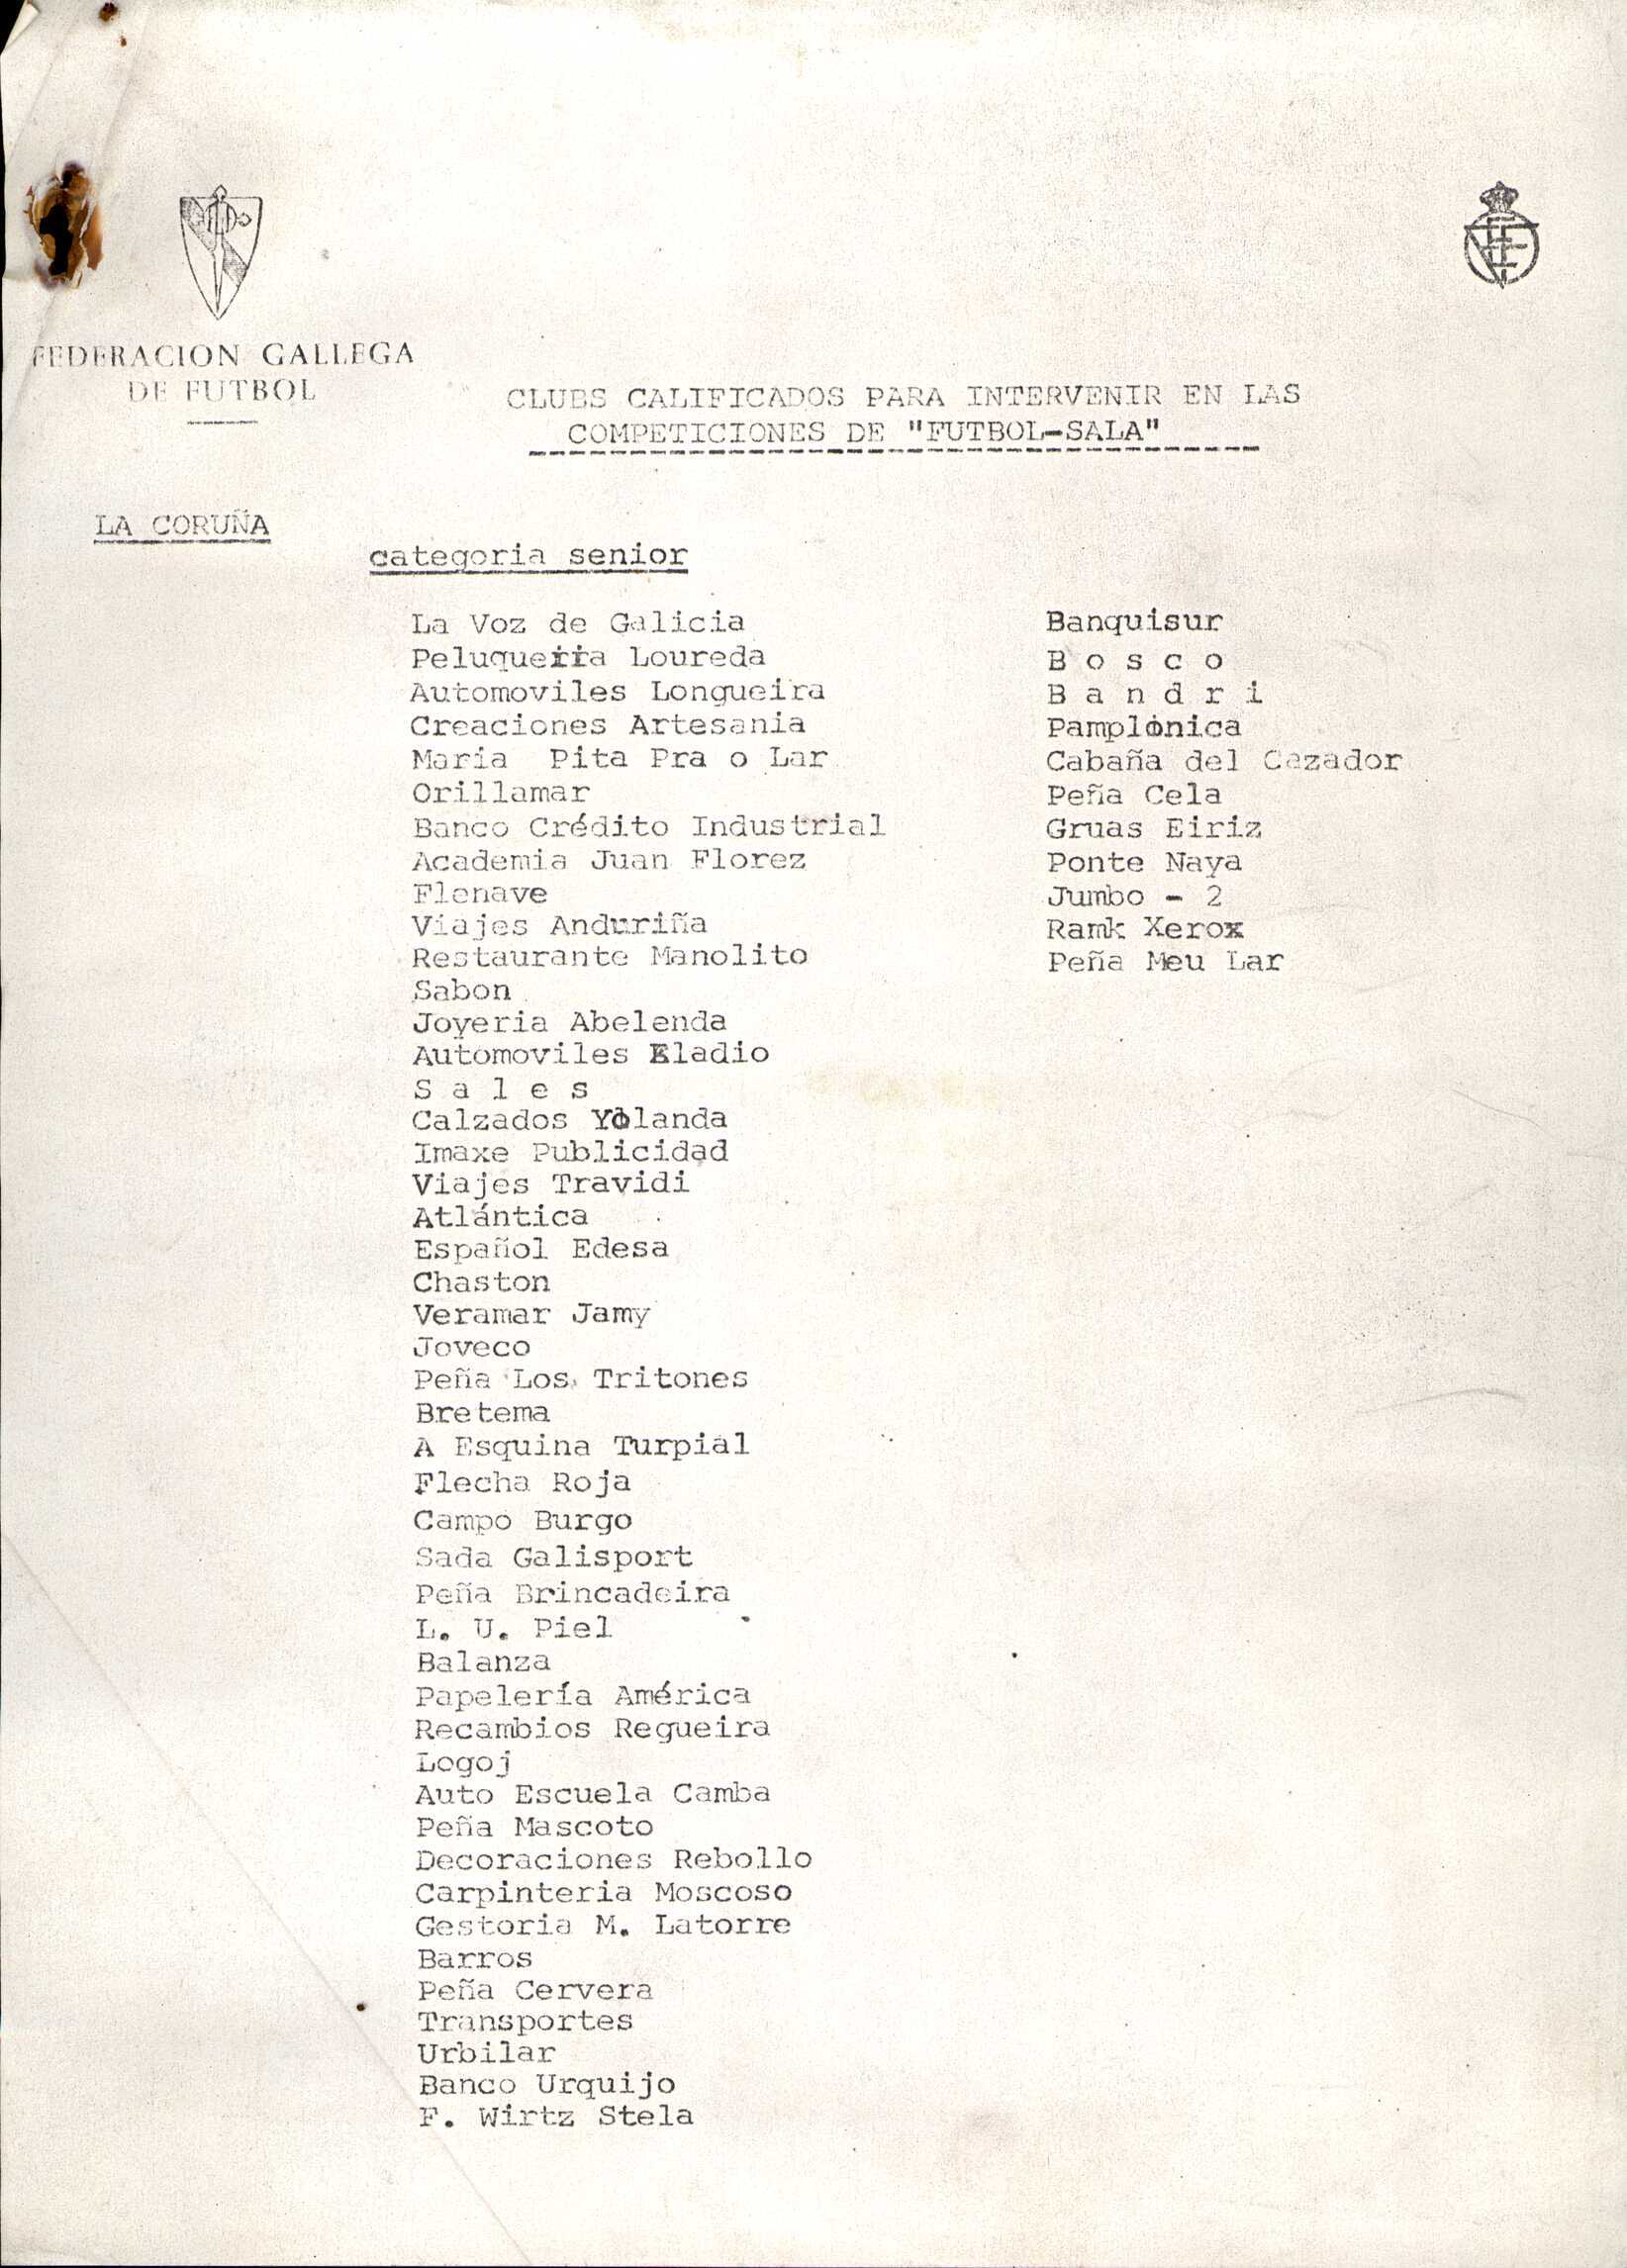 FEDERACION GALLEGA
DE FUTBOL
CLUBS CALIFICADOS PARA INTERVENIR EN LAS
COMPETICIONES DE "FUTBOL-SALA"
LA CORUÑA
categoria senior
La Voz de Galicia
Peluqueria Loureda
Automoviles Longueira
Creaciones Artesania
Maria Pita Pra o Lar
Orillamar
Banco Crédito Industrial
Academia Juan Florez
Flenave
Viajes Anduriña
Restaurante Manolito
Sabon
Joyeria Abelenda
Automoviles Eladio
S a l e s
Calzados Yolanda
Imaxe Publicidad
Viajes Travidi
Atlántica
Español Edesa
Chaston
Veramar Jamy
Joveco
Peña Los Tritones
Bretema
A Esquina Turpial
Flecha Roja
Campo Burgo
Sada Galisport
Peña Brincadeira
L. U. Piel
Balanza
Papelería América
Recambios Regueira
Logoj
Auto Escuela Camba
Peña Mascoto
Decoraciones Rebollo
Carpinteria Moscoso
Gestoria M. Latorre
Barros
Peña Cervera
Transportes
Urbilar
Banco Urquijo
F. Wirtz Stela
Banquisur
B o s c o
B a n d r i
Pamplonica
Cabaña del Cazador
Peña Cela
Gruas Eiriz
Ponte Naya
Jumbo - 2
Ramk Xerox
Peña Meu Lar